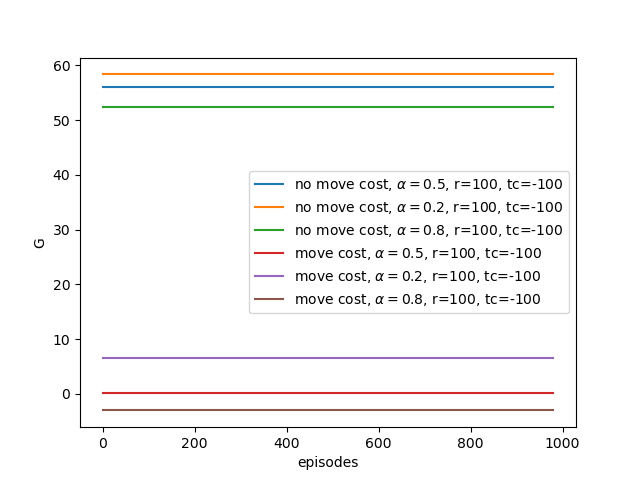 60
50
40
30
20
10
0
G
no move cost, α = 0.5, r=100, tc=-100
no move cost, α = 0.2, r=100, tc=-100
no move cost, α = 0.8, r=100, tc=-100
move cost, α = 0.5, r=100, tc=-100
move cost, α = 0.2, r=100, tc=-100
move cost, α = 0.8, r=100, tc=-100
0 200 400 600 800 1000
episodes